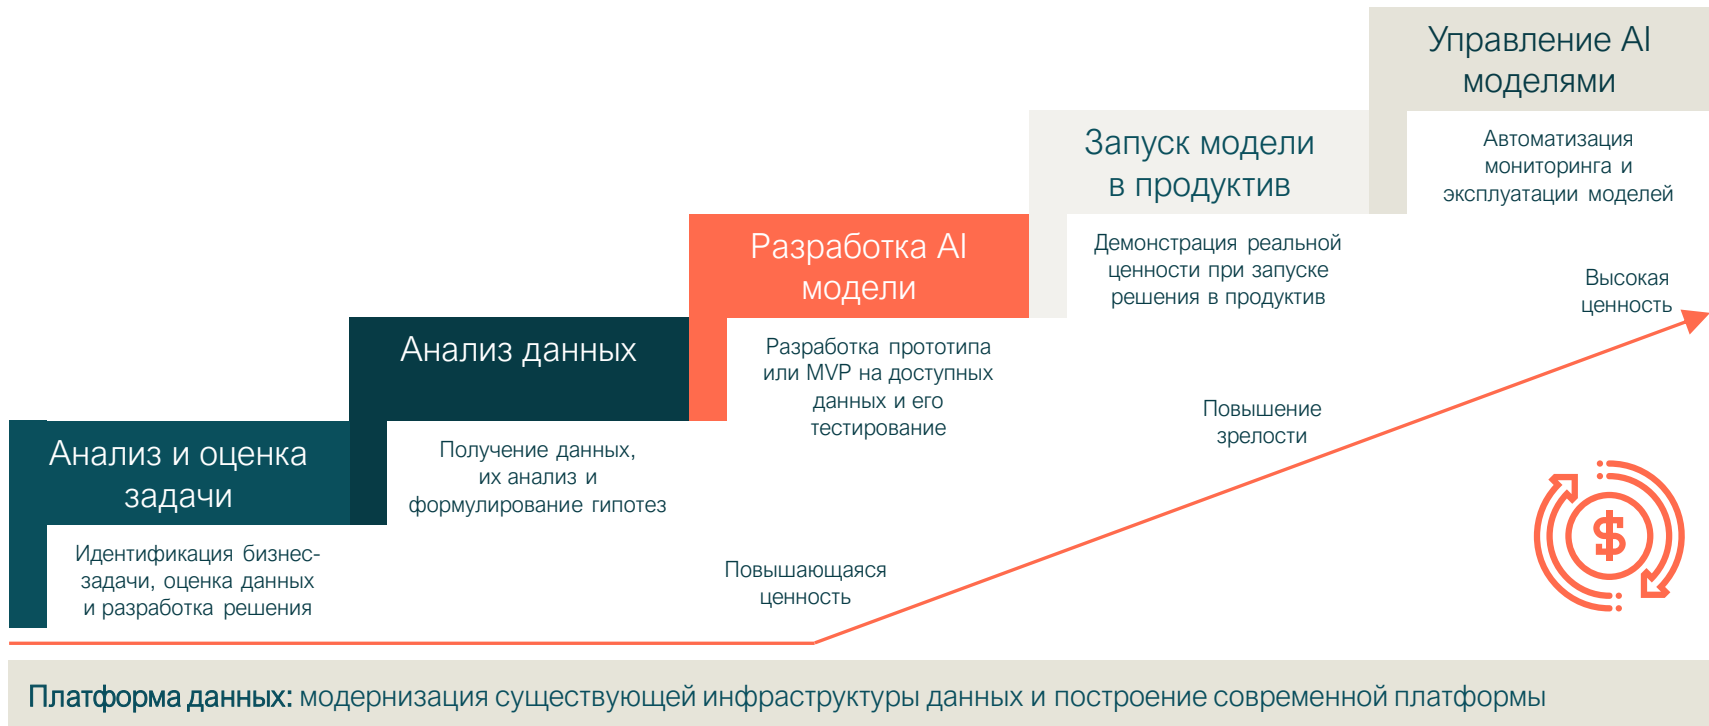 Управление AI
моделями
Автоматизация
мониторинга и
эксплуатации моделей
Запуск модели
в продуктив
Демонстрация реальной
ценности при запуске
решения в продуктив
Разработка AI
модели
Разработка прототипа
или MVP на доступных
данных и его
тестирование
Анализ данных
Получение данных,
их анализ и
формулирование гипотез
Анализ и оценка
задачи
Идентификация бизнес-
задачи, оценка данных
и разработка решения
Повышающаяся
ценность
Повышение
зрелости
Высокая
ценность
$
Платформа данных: модернизация существующей инфраструктуры данных и построение современной платформы